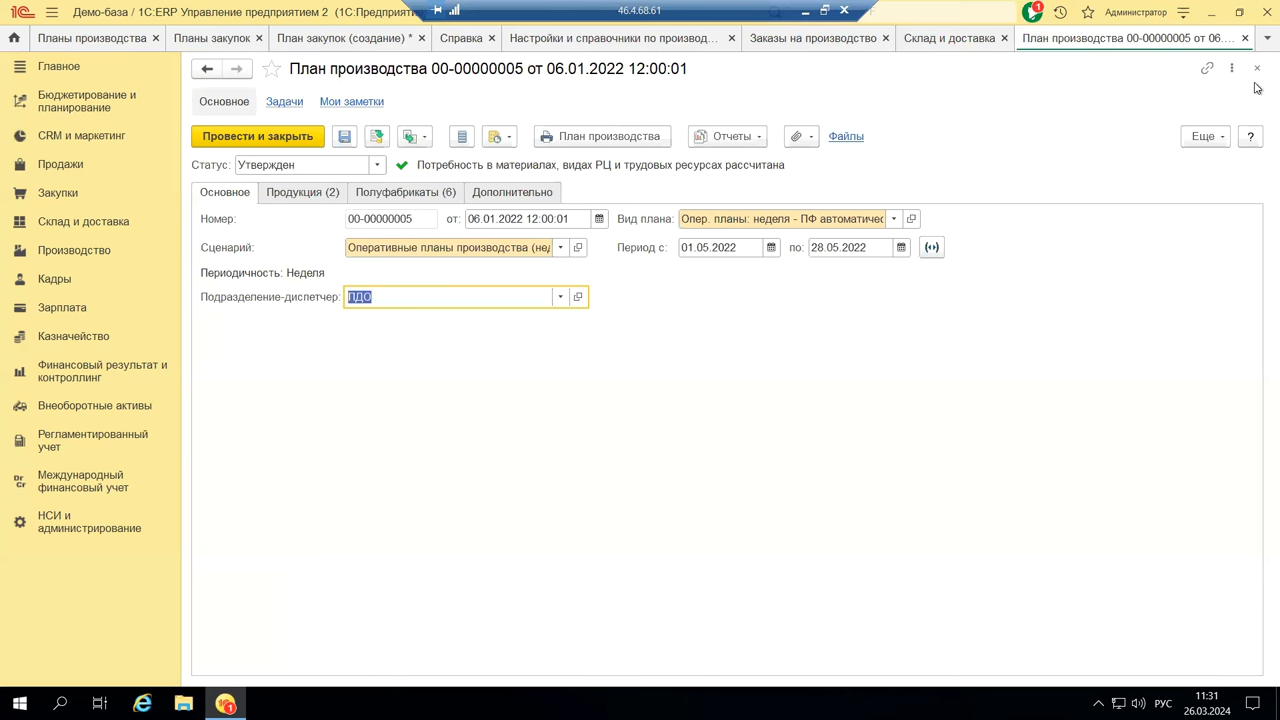 Демо-база / 1С:ERP Управление предприятием 2 (1С:Предприятие
46.4.68.61
1
Администратор
Планы производства
Планы закупок
План закупок (создание) *
Справка
Настройки и справочники по производ...
Заказы на производство
Склад и доставка
План производства 00-00000005 от 06....
План производства 00-00000005 от 06.01.2022 12:00:01
Основное
Задачи
Мои заметки
Провести и закрыть
План производства
Отчеты
Файлы
Еще
?
Статус:
Утвержден
Потребность в материалах, видах РЦ и трудовых ресурсах рассчитана
Основное
Продукция (2)
Полуфабрикаты (6)
Дополнительно
Номер:
00-00000005
от:
06.01.2022 12:00:01
Вид плана:
Опер. планы: неделя - ПФ автоматичес
Сценарий:
Оперативные планы производства (нед
Период с:
01.05.2022
по:
28.05.2022
Периодичность: Неделя
Подразделение-диспетчер:
ПДО
Главное
Бюджетирование и
планирование
CRM и маркетинг
Продажи
Закупки
Склад и доставка
Производство
Кадры
Зарплата
Казначейство
Финансовый результат и
контроллинг
Внеоборотные активы
Регламентированный
учет
Dr
Cr
Международный
финансовый учет
НСИ и
администрирование
1
РУС
11:31
26.03.2024